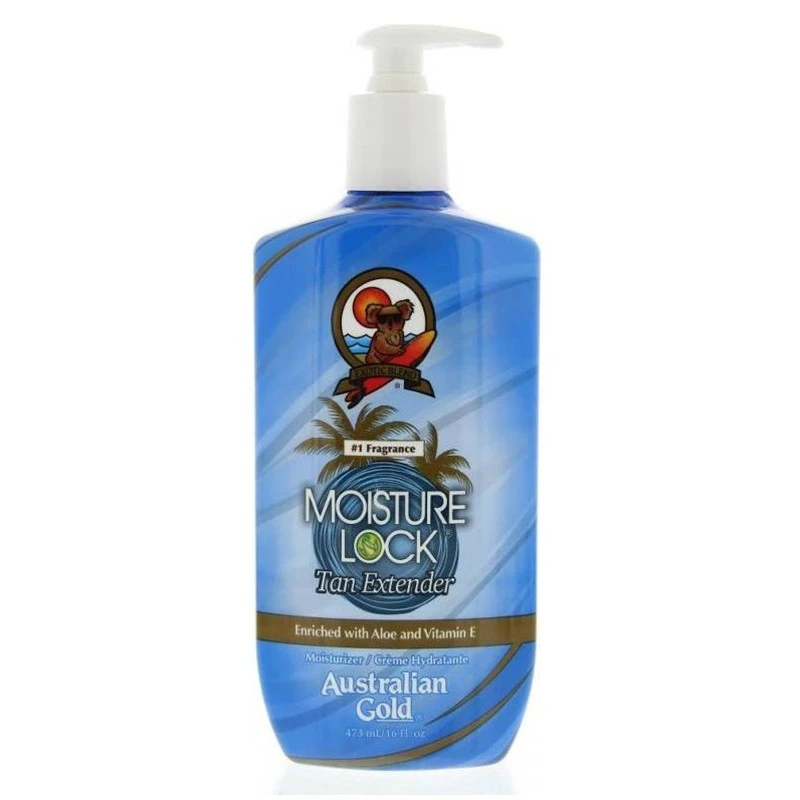 EXOTIC BLEND
®
#1 Fragrance
MOISTURE
LOCK®
Tan Extender
Enriched with Aloe and Vitamin E
Moisturizer / Crème Hydratante
Australian
Gold®
473 mL/16 fl. oz